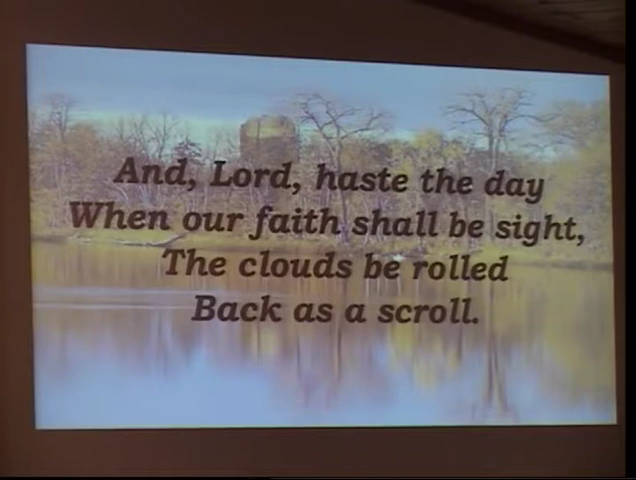 And, Lord, haste the day
When our faith shall be sight,
The clouds be rolled
Back as a scroll.